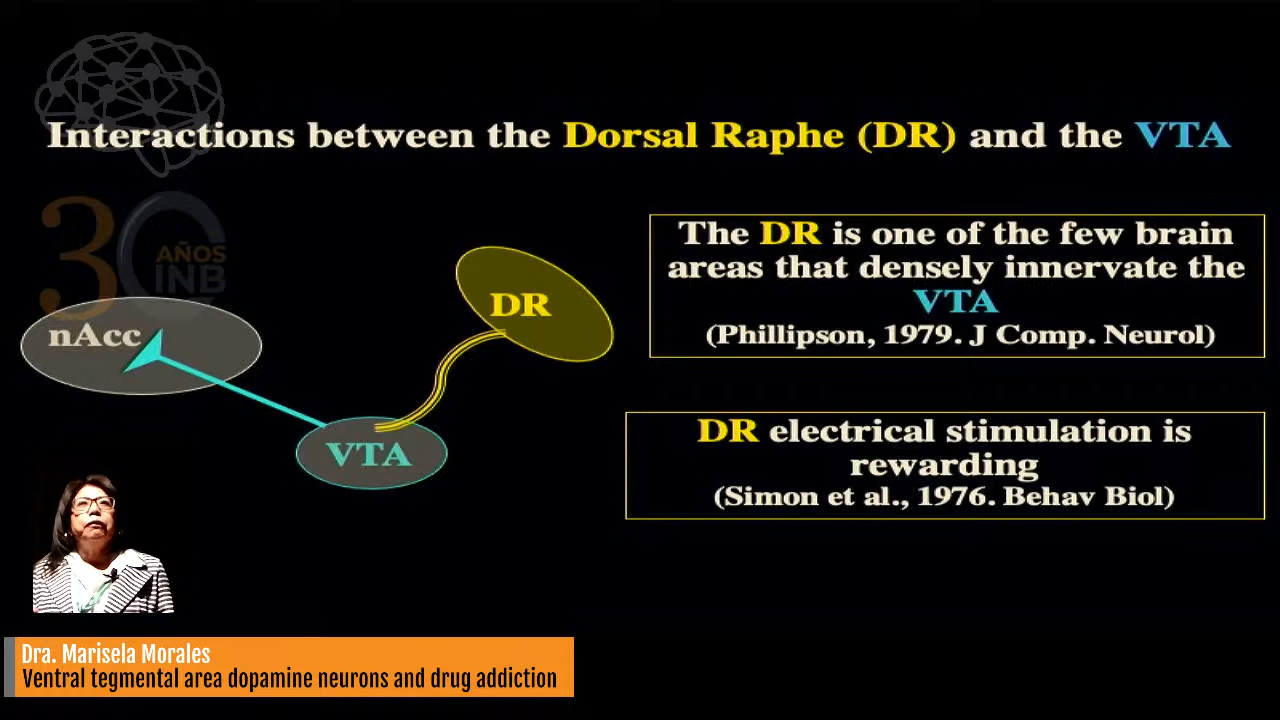 Interactions between the Dorsal Raphe (DR) and the VTA
30 AÑOS
INB
The DR is one of the few brain
areas that densely innervate the
VTA
(Phillipson, 1979. J Comp. Neurol)
DR
nAcc
VTA
DR electrical stimulation is
rewarding
(Simon et al., 1976. Behav Biol)
Dra. Marisela Morales
Ventral tegmental area dopamine neurons and drug addiction